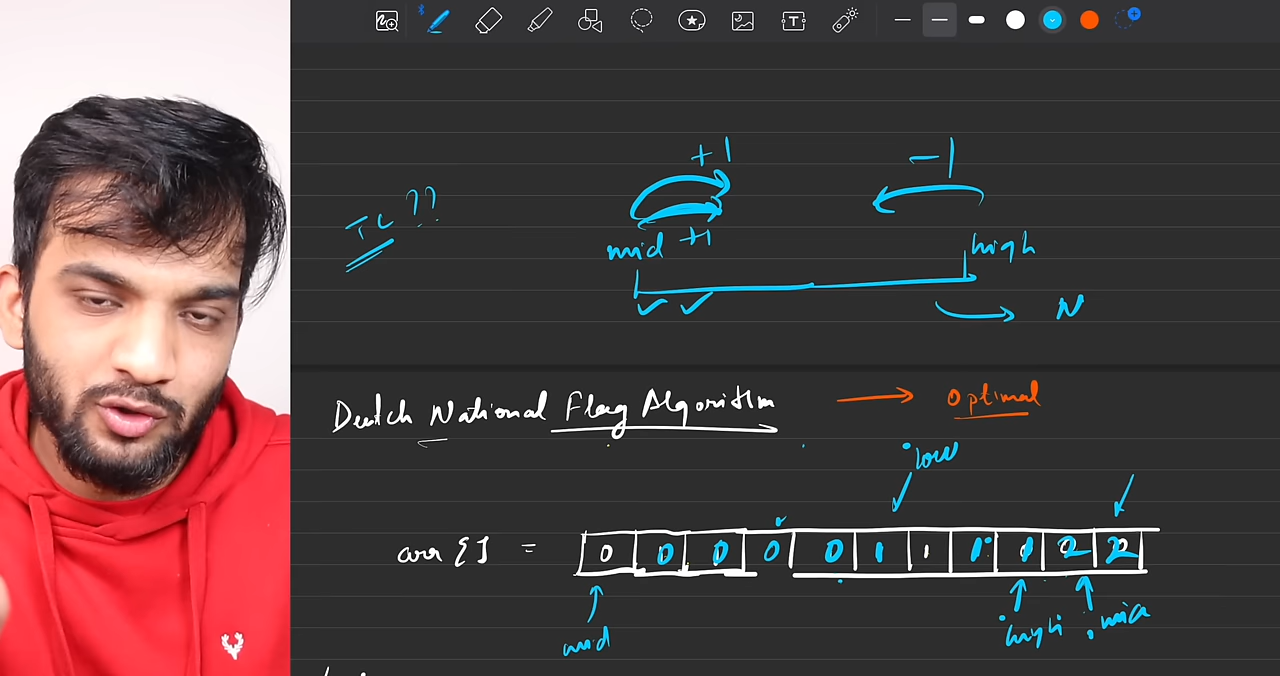 +1 -1
TC ??
mid +1 high
N
Dutch National Flag Algorithm → Optimal
low
arr [] = 0 0 0 0 0 1 1 1 1 2 2
mid high mid